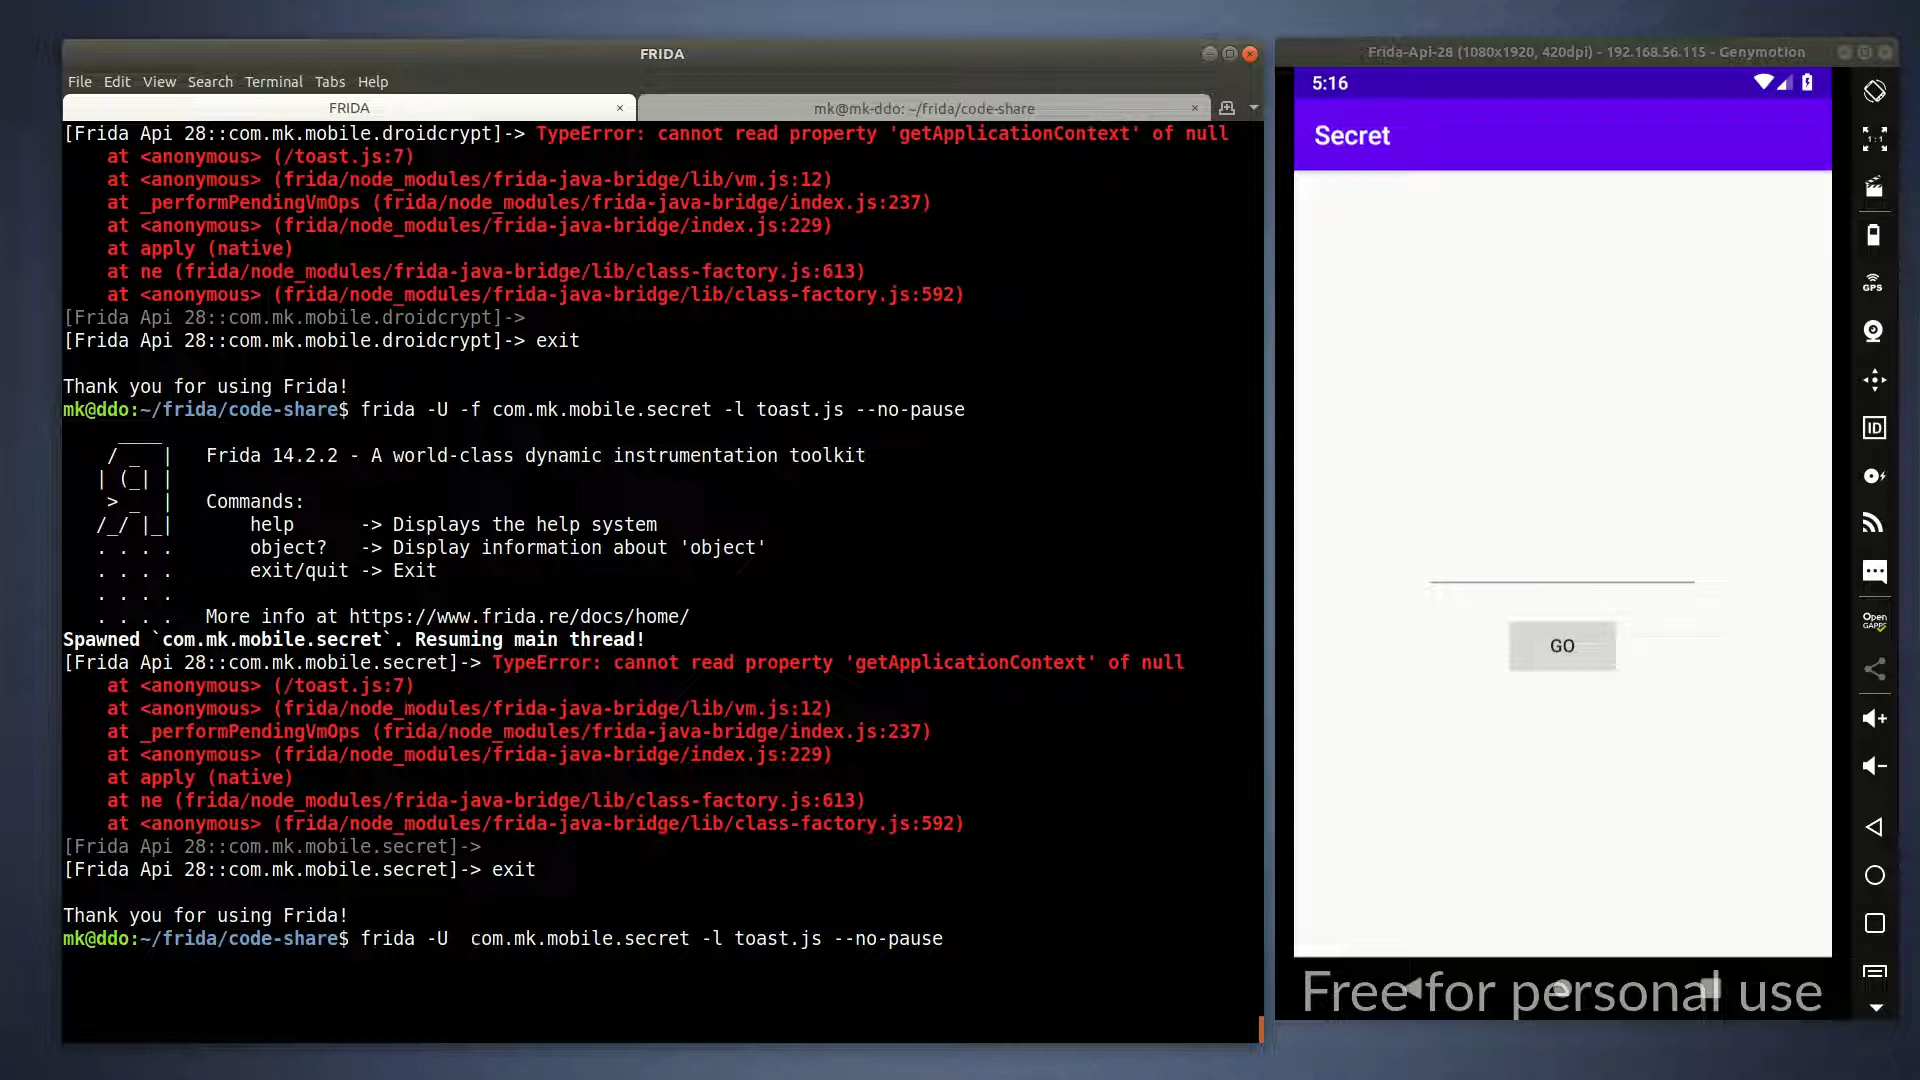 FRIDA
File Edit View Search Terminal Tabs Help
FRIDA × mk@mk-ddo: ~/frida/code-share ×
[Frida Api 28::com.mk.mobile.droidcrypt]-> TypeError: cannot read property 'getApplicationContext' of null
    at <anonymous> (/toast.js:7)
    at <anonymous> (frida/node_modules/frida-java-bridge/lib/vm.js:12)
    at _performPendingVmOps (frida/node_modules/frida-java-bridge/index.js:237)
    at <anonymous> (frida/node_modules/frida-java-bridge/index.js:229)
    at apply (native)
    at ne (frida/node_modules/frida-java-bridge/lib/class-factory.js:613)
    at <anonymous> (frida/node_modules/frida-java-bridge/lib/class-factory.js:592)
[Frida Api 28::com.mk.mobile.droidcrypt]->
[Frida Api 28::com.mk.mobile.droidcrypt]-> exit
Thank you for using Frida!
mk@ddo:~/frida/code-share$ frida -U -f com.mk.mobile.secret -l toast.js --no-pause
     ____
    / _  |   Frida 14.2.2 - A world-class dynamic instrumentation toolkit
   | (_| |
    > _  |   Commands:
   /_/ |_|       help      -> Displays the help system
   . . . .       object?   -> Display information about 'object'
   . . . .       exit/quit -> Exit
   . . . .
   . . . .   More info at https://www.frida.re/docs/home/
Spawned `com.mk.mobile.secret`. Resuming main thread!
[Frida Api 28::com.mk.mobile.secret]-> TypeError: cannot read property 'getApplicationContext' of null
    at <anonymous> (/toast.js:7)
    at <anonymous> (frida/node_modules/frida-java-bridge/lib/vm.js:12)
    at _performPendingVmOps (frida/node_modules/frida-java-bridge/index.js:237)
    at <anonymous> (frida/node_modules/frida-java-bridge/index.js:229)
    at apply (native)
    at ne (frida/node_modules/frida-java-bridge/lib/class-factory.js:613)
    at <anonymous> (frida/node_modules/frida-java-bridge/lib/class-factory.js:592)
[Frida Api 28::com.mk.mobile.secret]->
[Frida Api 28::com.mk.mobile.secret]-> exit
Thank you for using Frida!
mk@ddo:~/frida/code-share$ frida -U  com.mk.mobile.secret -l toast.js --no-pause
Frida-Api-28 (1080x1920, 420dpi) - 192.168.56.115 - Genymotion
5:16
Secret
GO
Free for personal use
1:1
GPS
ID
Open
GAPPS